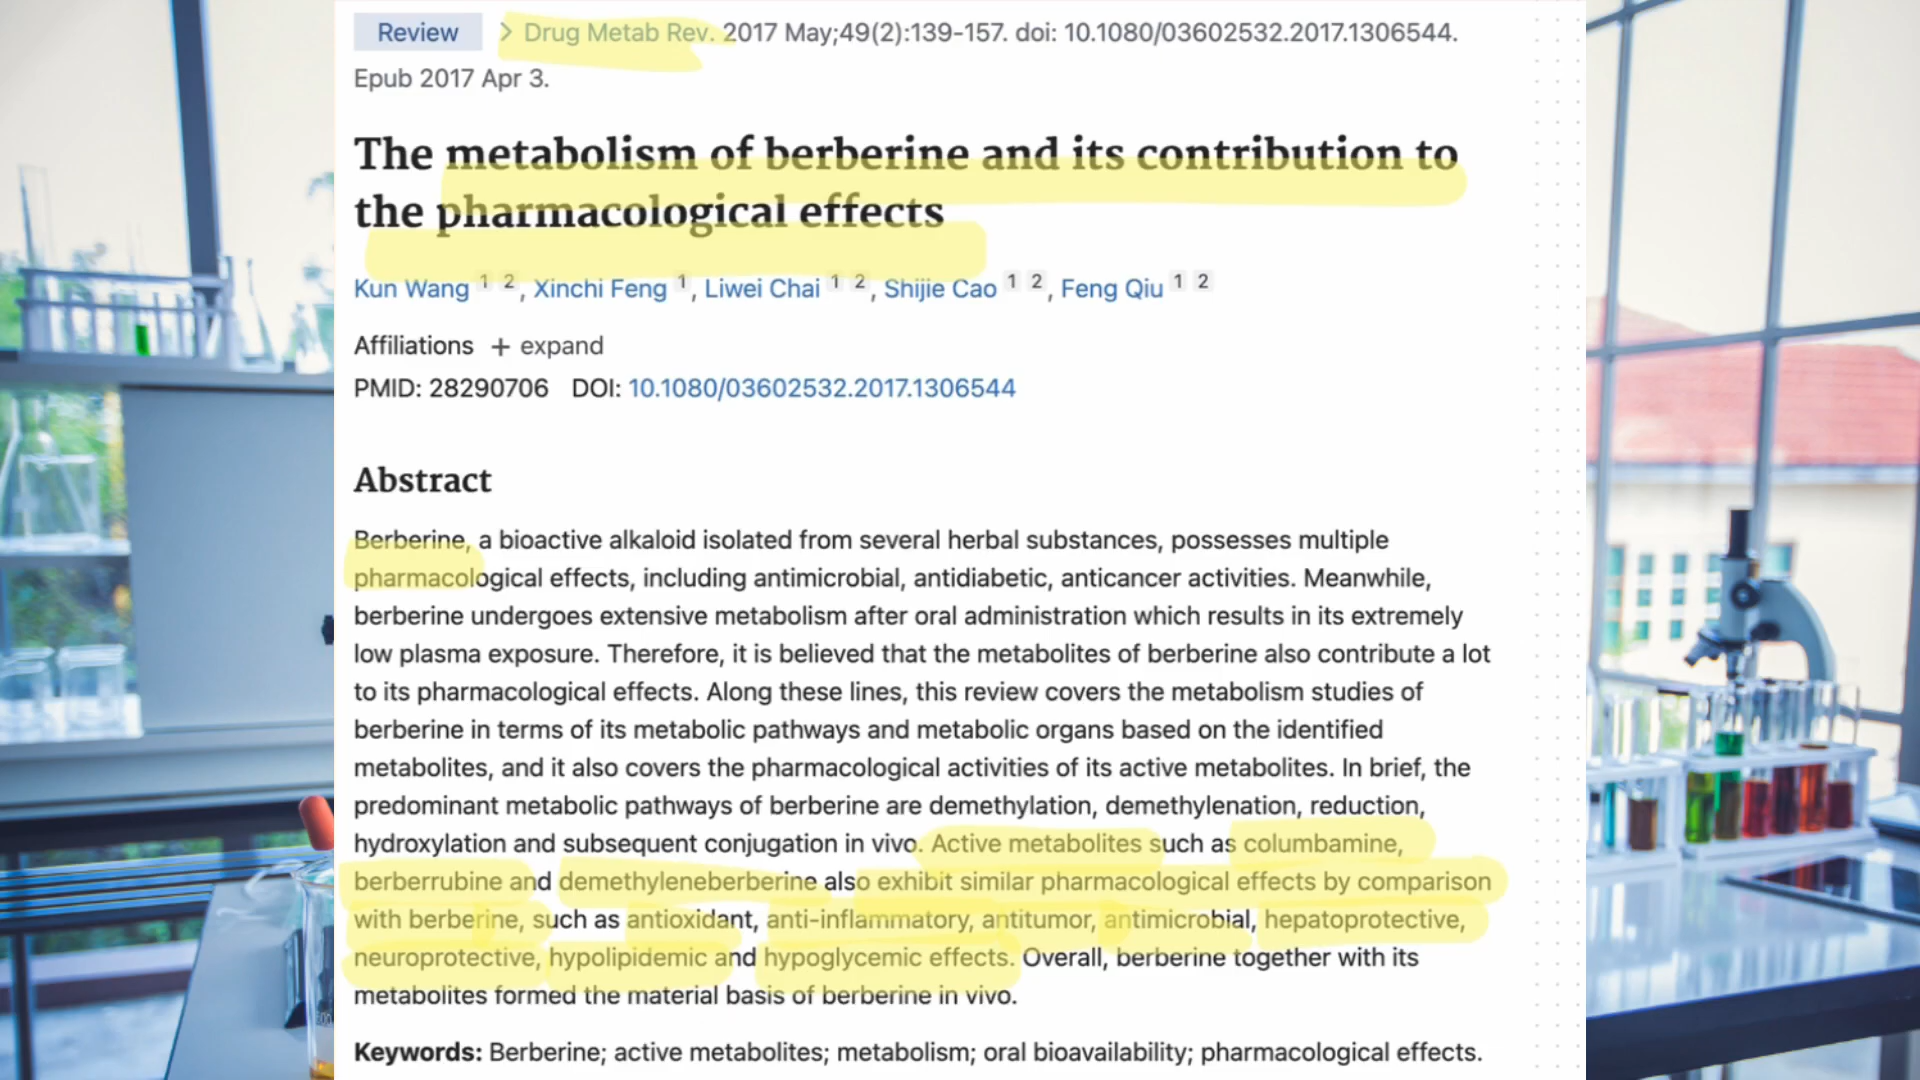 Review > Drug Metab Rev. 2017 May;49(2):139-157. doi: 10.1080/03602532.2017.1306544.
Epub 2017 Apr 3.
The metabolism of berberine and its contribution to
the pharmacological effects
Kun Wang 1 2, Xinchi Feng 1, Liwei Chai 1 2, Shijie Cao 1 2, Feng Qiu 1 2
Affiliations + expand
PMID: 28290706 DOI: 10.1080/03602532.2017.1306544
Abstract
Berberine, a bioactive alkaloid isolated from several herbal substances, possesses multiple
pharmacological effects, including antimicrobial, antidiabetic, anticancer activities. Meanwhile,
berberine undergoes extensive metabolism after oral administration which results in its extremely
low plasma exposure. Therefore, it is believed that the metabolites of berberine also contribute a lot
to its pharmacological effects. Along these lines, this review covers the metabolism studies of
berberine in terms of its metabolic pathways and metabolic organs based on the identified
metabolites, and it also covers the pharmacological activities of its active metabolites. In brief, the
predominant metabolic pathways of berberine are demethylation, demethylenation, reduction,
hydroxylation and subsequent conjugation in vivo. Active metabolites such as columbamine,
berberrubine and demethyleneberberine also exhibit similar pharmacological effects by comparison
with berberine, such as antioxidant, anti-inflammatory, antitumor, antimicrobial, hepatoprotective,
neuroprotective, hypolipidemic and hypoglycemic effects. Overall, berberine together with its
metabolites formed the material basis of berberine in vivo.
Keywords: Berberine; active metabolites; metabolism; oral bioavailability; pharmacological effects.